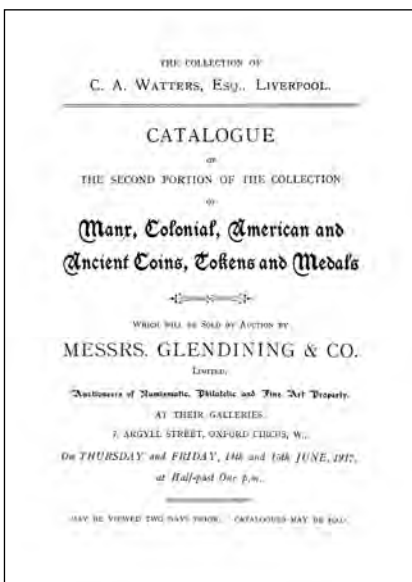 THE COLLECTION OF
C. A. WATTERS, ESQ., LIVERPOOL.
CATALOGUE
OF
THE SECOND PORTION OF THE COLLECTION
OF
Manx, Colonial, American and
Ancient Coins, Tokens and Medals
WHICH WILL BE SOLD BY AUCTION BY
MESSRS. GLENDINING & CO.
LIMITED,
Auctioneers of Numismatic, Philatelic and Fine Art Property,
AT THEIR GALLERIES
7, ARGYLL STREET, OXFORD CIRCUS, W.,
On THURSDAY and FRIDAY, 14th and 15th JUNE, 1917,
at Half-past One p.m.
MAY BE VIEWED TWO DAYS PRIOR. CATALOGUES MAY BE HAD.